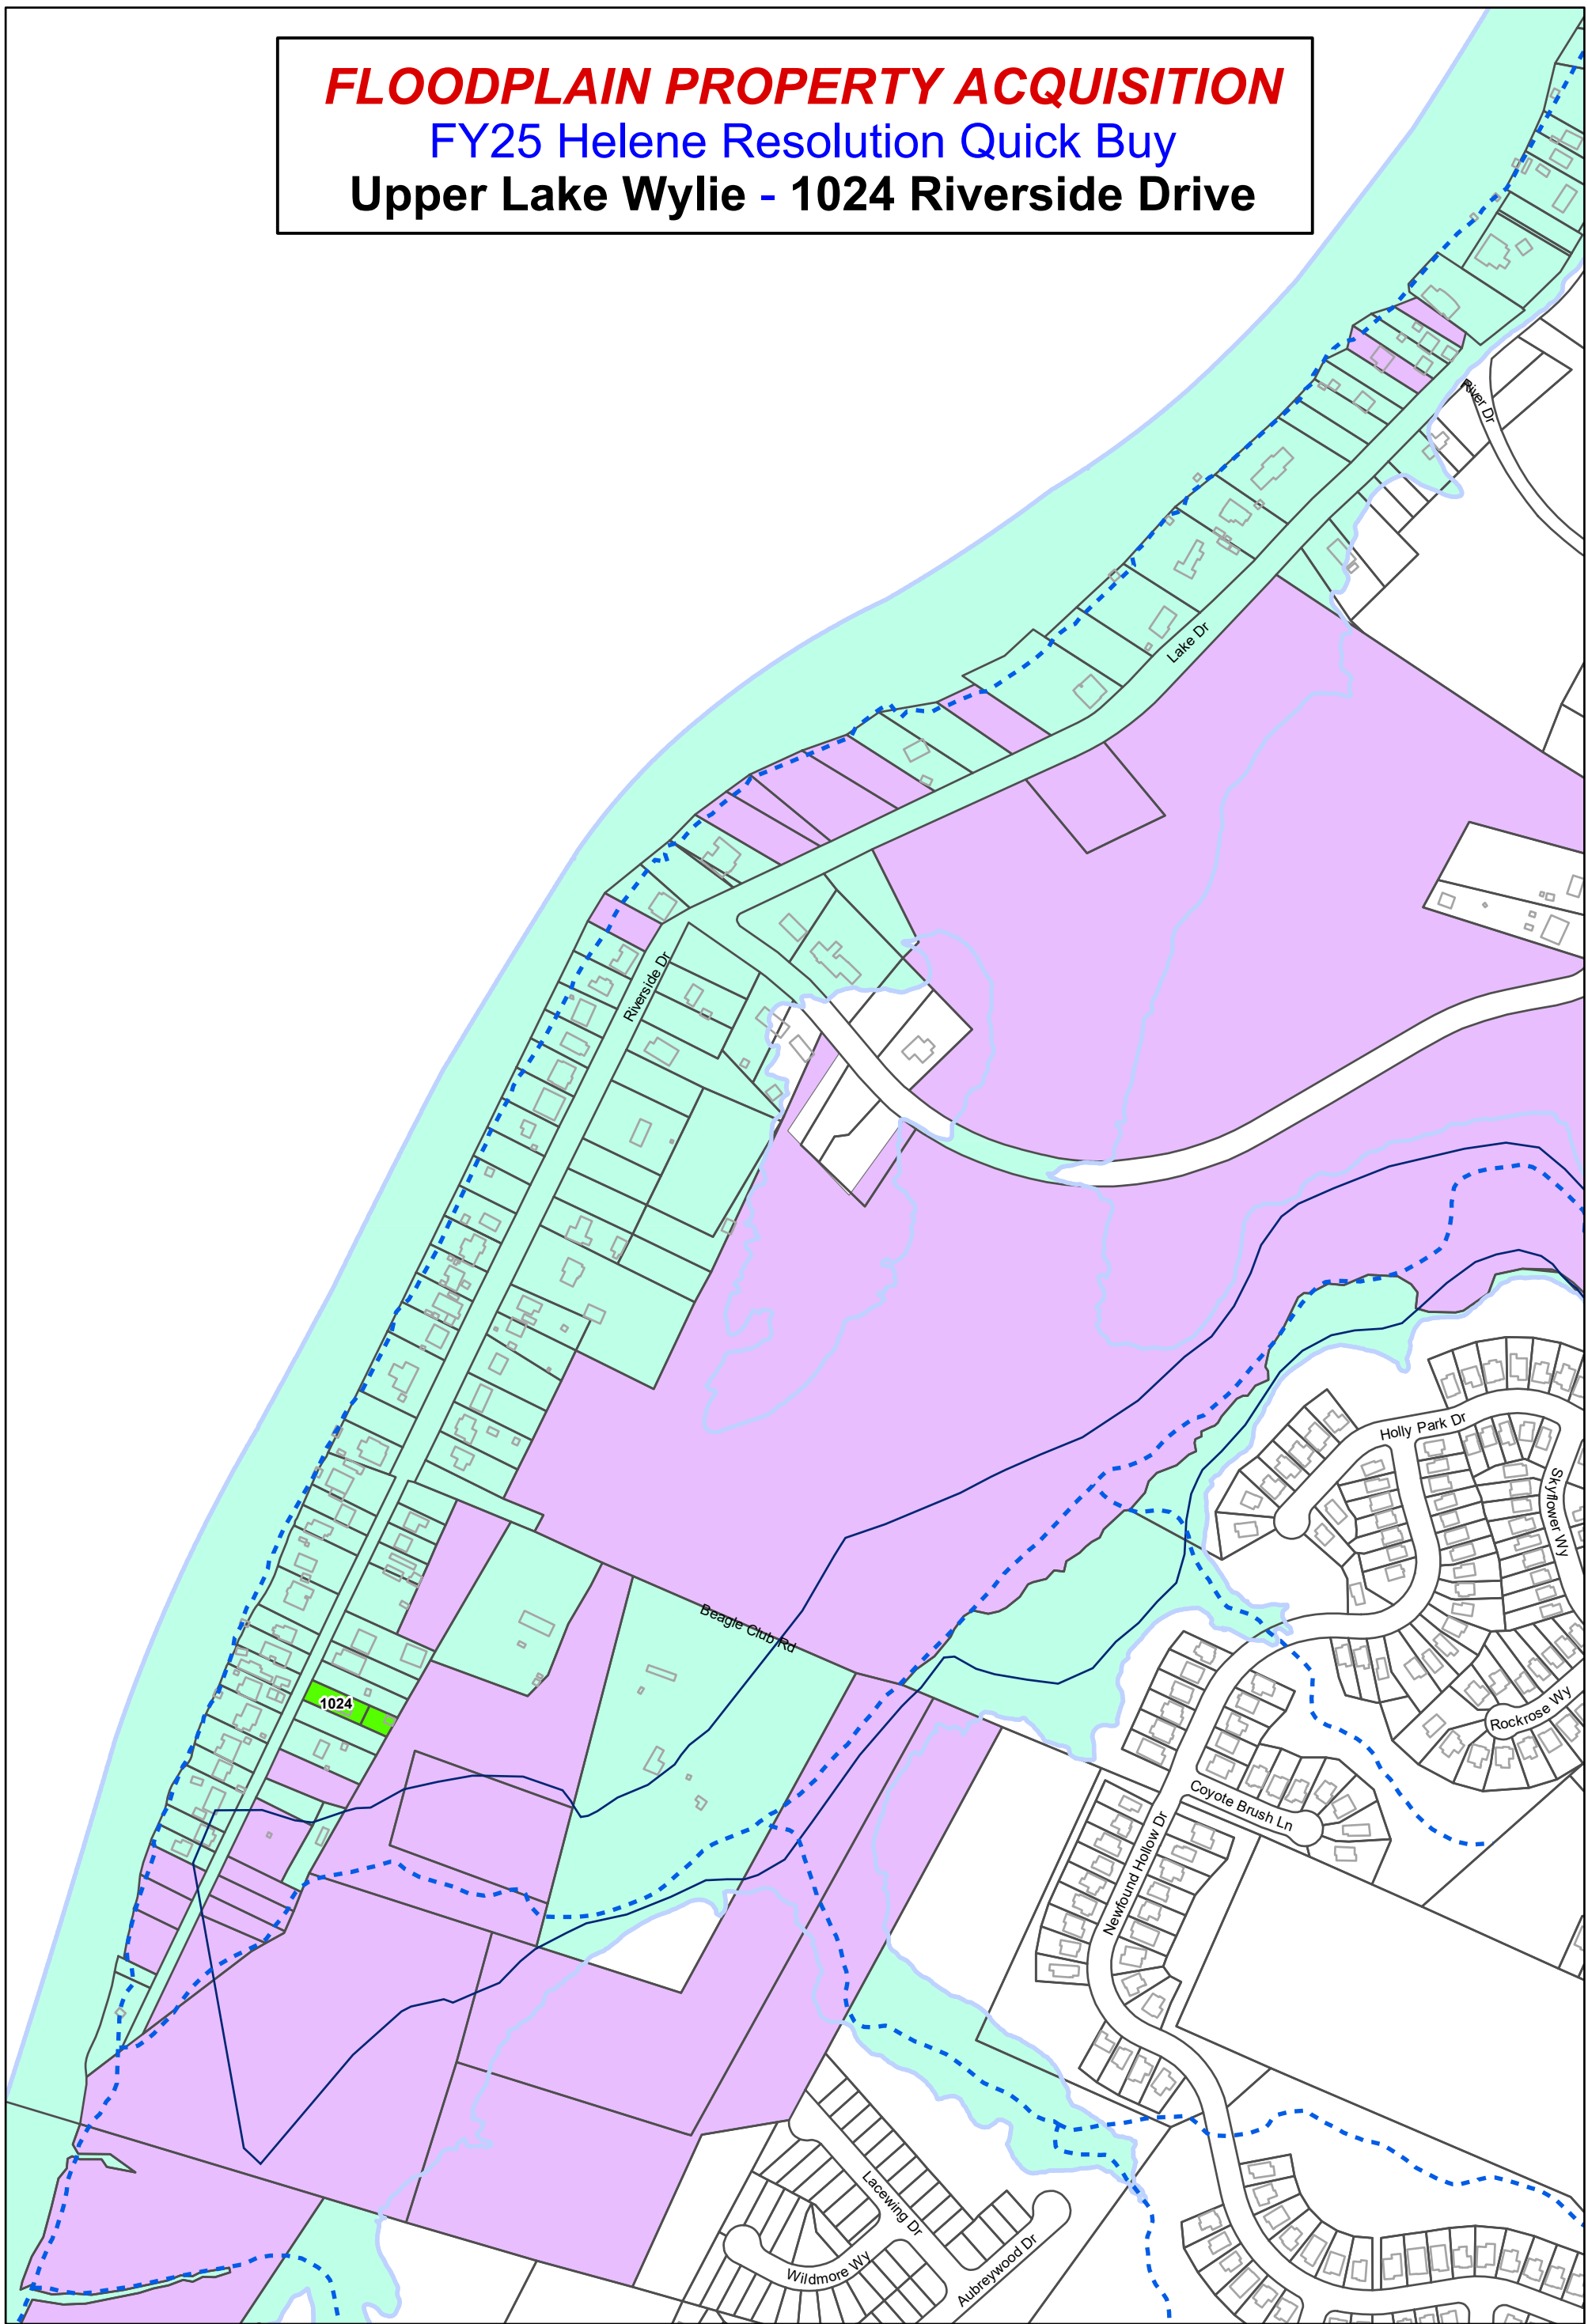 FLOODPLAIN PROPERTY ACQUISITION
FY25 Helene Resolution Quick Buy
Upper Lake Wylie - 1024 Riverside Drive
River Dr
Lake Dr
Riverside Dr
Holly Park Dr
Skyflower Wy
Beagle Club Rd
1024
Rockrose Wy
Coyote Brush Ln
Newfound Hollow Dr
Lacewing Dr
Wildmore Wy
Aubreywood Dr